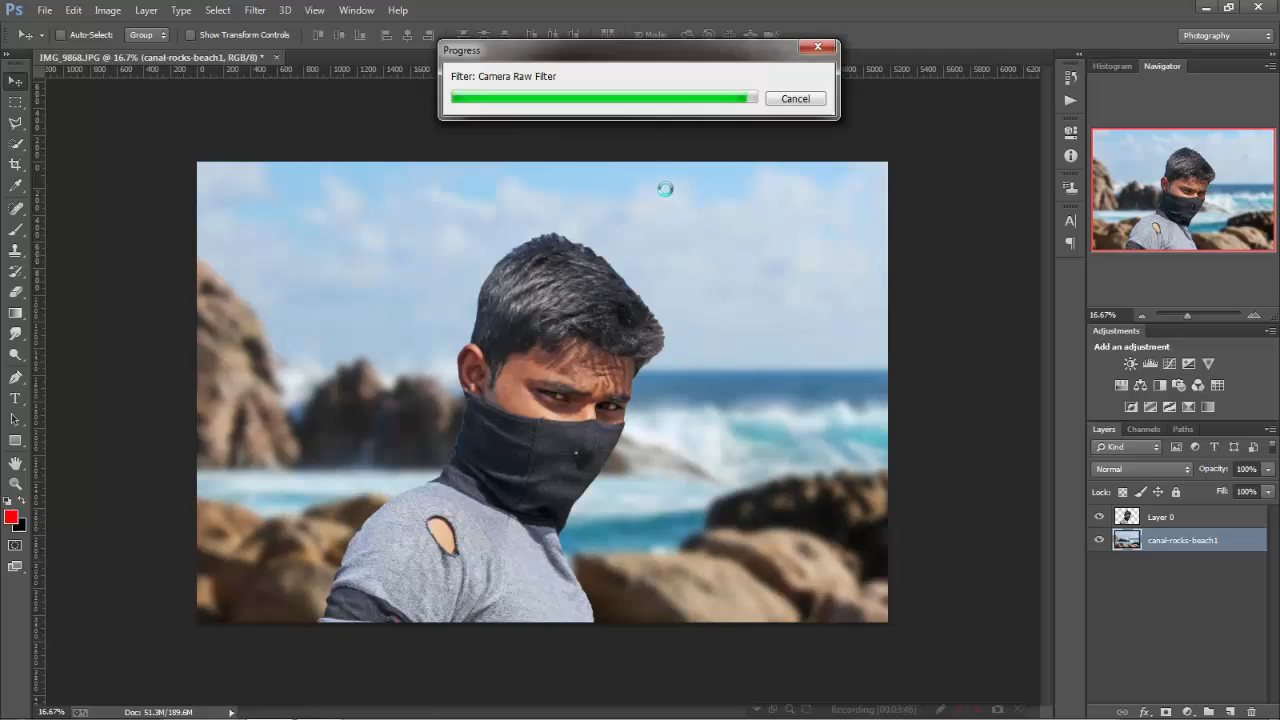 Ps File Edit Image Layer Type Select Filter 3D View Window Help
Auto-Select: Group Show Transform Controls 3D Mode: Photography
IMG_9868.JPG @ 16.7% (canal-rocks-beach1, RGB/8) * ×
Progress
Filter: Camera Raw Filter
Cancel
Histogram Navigator
16.67%
Adjustments
Add an adjustment
Layers Channels Paths
Kind
Normal Opacity: 100%
Lock: Fill: 100%
Layer 0
canal-rocks-beach1
16.67% Doc: 51.3M/189.6M
Recording [00:03:46]